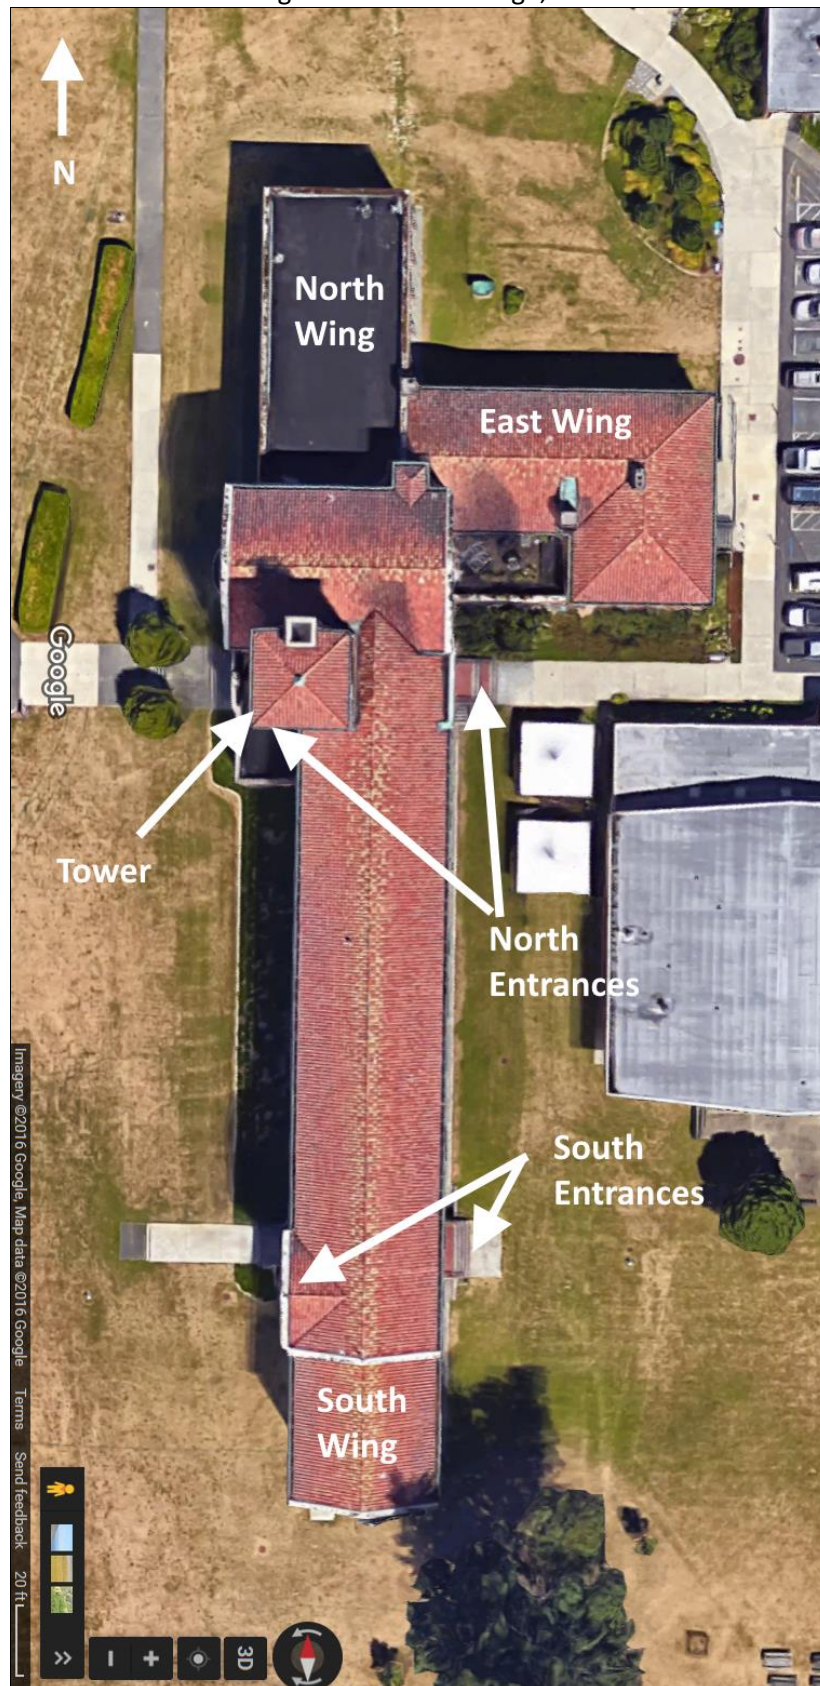 N
North
Wing
East Wing
Google
Tower
North
Entrances
South
Entrances
South
Wing
Imagery ©2016 Google, Map data ©2016 Google Terms Send feedback 20 ft
3D